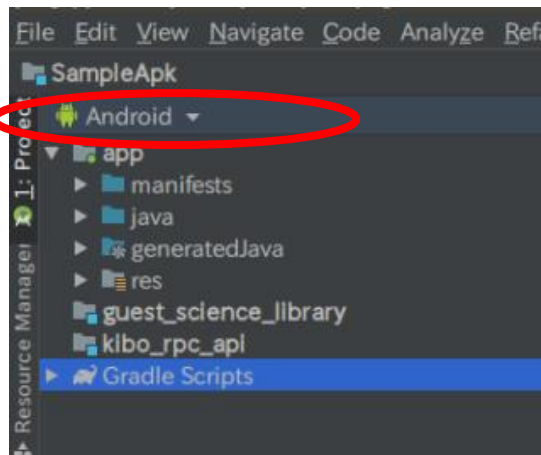 File Edit View Navigate Code Analyze Refa
SampleApk
Android
app
manifests
java
generatedJava
res
guest_science_library
kibo_rpc_api
Gradle Scripts
1: Project
Resource Manager